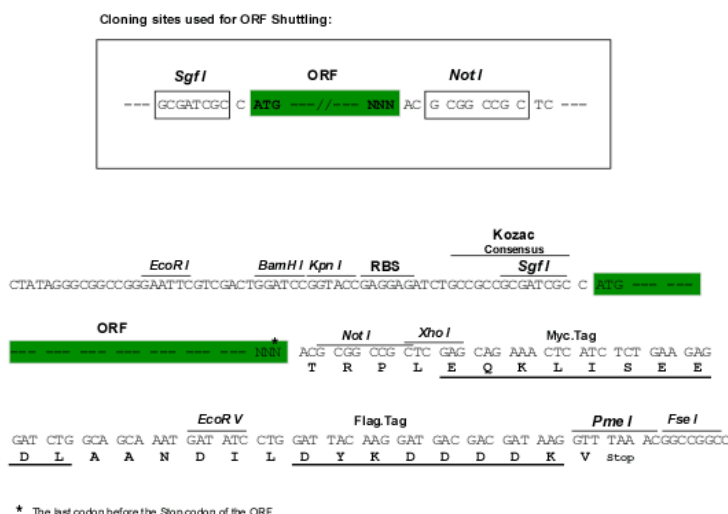 Cloning sites used for ORF Shuttling:
Sgf I ORF Not I
--- GCGATCGC C ATG ---//--- NNN AC G CGG CCG C TC ---
Kozac
Consensus
EcoR I BamH I Kpn I RBS Sgf I
CTATAGGGCGGCCGGGAATTCGTCGACTGGATCCGGTACCGAGGAGATCTGCCGCCGCGATCGC C ATG --- ---
ORF
* Not I Xho I Myc.Tag
--- --- --- --- --- --- --- --- --- NNN ACG CGG CCG CTC GAG CAG AAA CTC ATC TCT GAA GAG
T R P L E Q K L I S E E
EcoR V Flag.Tag Pme I Fse I
GAT CTG GCA GCA AAT GAT ATC CTG GAT TAC AAG GAT GAC GAC GAT AAG GTT TAA ACGGCCGGCC
D L A A N D I L D Y K D D D D K V Stop
* The last codon before the Stop codon of the ORF